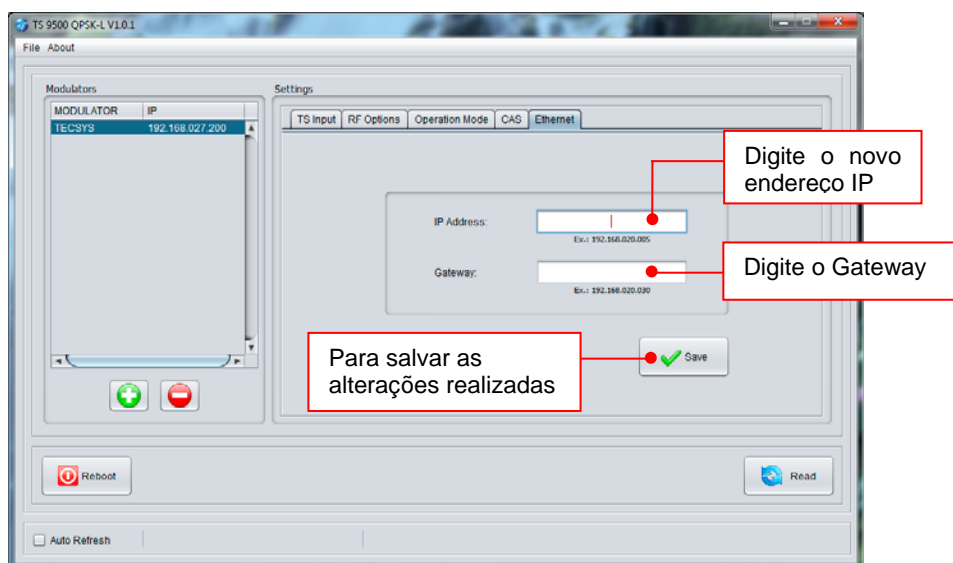 TS 9500 QPSK-L V1.0.1
File About
Modulators
MODULATOR IP
TECSYS 192.168.027.200
Settings
TS Input RF Options Operation Mode CAS Ethernet
Digite o novo
endereço IP
IP Address:
Ex.: 192.168.020.005
Digite o Gateway
Gateway:
Ex.: 192.168.020.030
Para salvar as
alterações realizadas
Save
Reboot
Read
Auto Refresh